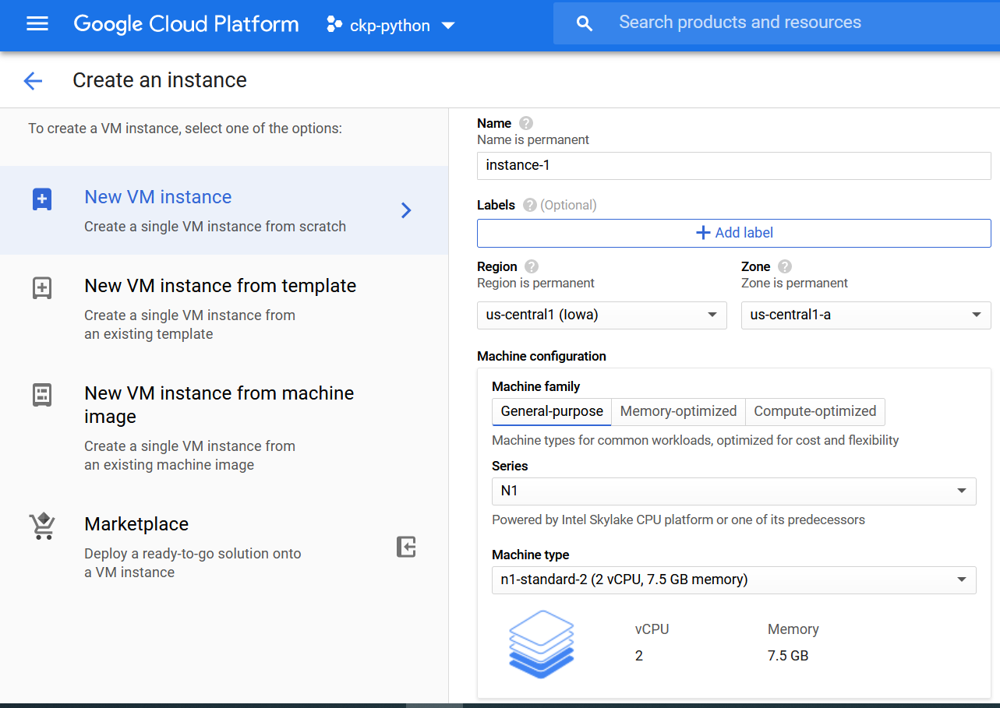 Google Cloud Platform
ckp-python
Search products and resources
Create an instance
To create a VM instance, select one of the options:
New VM instance
Create a single VM instance from scratch
New VM instance from template
Create a single VM instance from
an existing template
New VM instance from machine
image
Create a single VM instance from
an existing machine image
Marketplace
Deploy a ready-to-go solution onto
a VM instance
Name ?
Name is permanent
instance-1
Labels ? (Optional)
+ Add label
Region ?
Region is permanent
us-central1 (Iowa)
Zone ?
Zone is permanent
us-central1-a
Machine configuration
Machine family
General-purpose Memory-optimized Compute-optimized
Machine types for common workloads, optimized for cost and flexibility
Series
N1
Powered by Intel Skylake CPU platform or one of its predecessors
Machine type
n1-standard-2 (2 vCPU, 7.5 GB memory)
vCPU Memory
2 7.5 GB